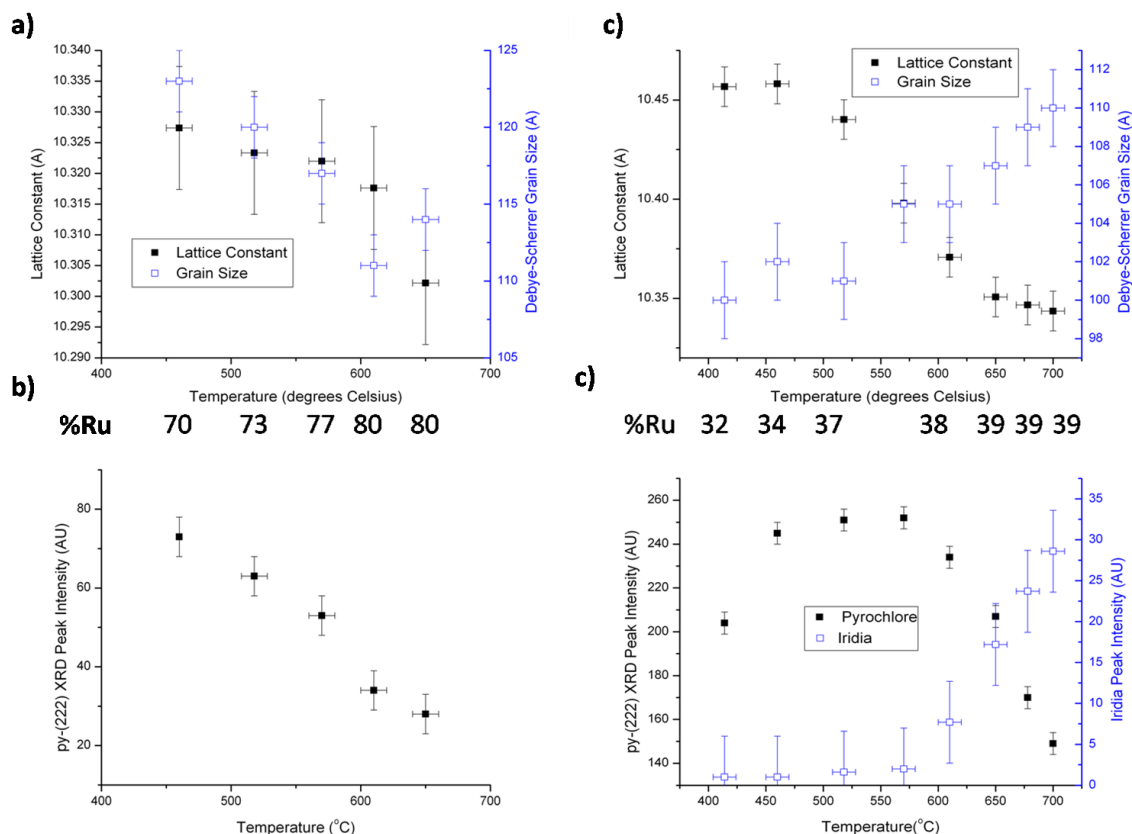 a)
10.340
10.335
10.330
10.325
10.320
10.315
10.310
10.305
10.300
10.295
10.290
Lattice Constant (A)
Lattice Constant
Grain Size
125
120
115
110
105
Debye-Scherrer Grain Size (A)
400 500 600 700
Temperature (degrees Celsius)
c)
10.45
10.40
10.35
Lattice Constant (A)
Lattice Constant
Grain Size
112
110
108
106
104
102
100
98
Debye-Scherrer Grain Size (A)
400 450 500 550 600 650 700
Temperature (degrees Celsius)
b)
%Ru 70 73 77 80 80
80
60
40
20
py-(222) XRD Peak Intensity (AU)
400 500 600 700
Temperature (°C)
c)
%Ru 32 34 37 38 39 39 39
260
240
220
200
180
160
140
py-(222) XRD Peak Intensity (AU)
Pyrochlore
Iridia
35
30
25
20
15
10
5
0
Iridia Peak Intensity (AU)
400 450 500 550 600 650 700
Temperature(°C)